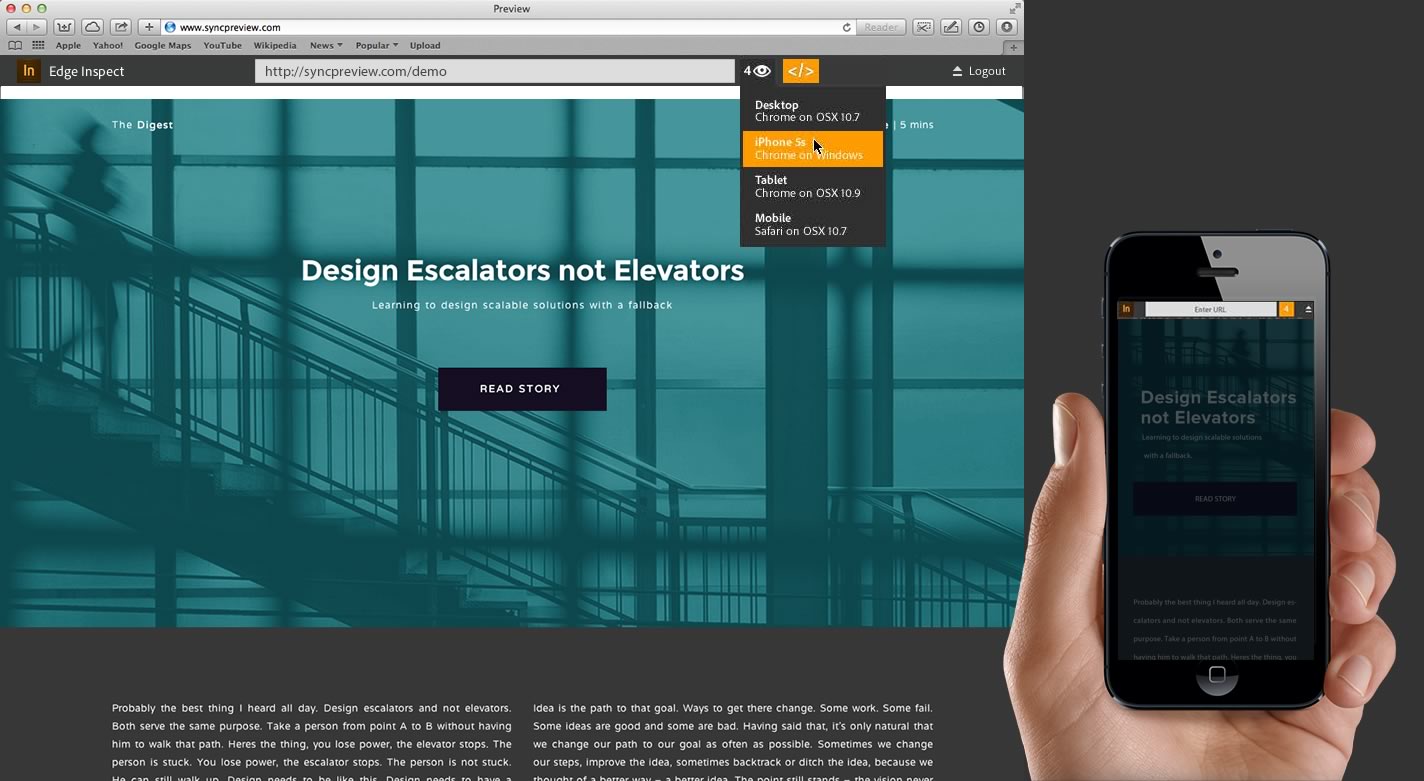 Preview
www.syncpreview.com
Reader
Apple Yahoo! Google Maps YouTube Wikipedia News Popular Upload
In Edge Inspect
http://syncpreview.com/demo
4
</>
Logout
Desktop
Chrome on OSX 10.7
iPhone 5s
Chrome on Windows
Tablet
Chrome on OSX 10.9
Mobile
Safari on OSX 10.7
The Digest
| 5 mins
Design Escalators not Elevators
Learning to design scalable solutions with a fallback
READ STORY
Probably the best thing I heard all day. Design escalators and not elevators.
Both serve the same purpose. Take a person from point A to B without having
him to walk that path. Heres the thing, you lose power, the elevator stops. The
person is stuck. You lose power, the escalator stops. The person is not stuck.
He can still walk up. Design needs to be like this. Design needs to have a
Idea is the path to that goal. Ways to get there change. Some work. Some fail.
Some ideas are good and some are bad. Having said that, it's only natural that
we change our path to our goal as often as possible. Sometimes we change
our steps, improve the idea, sometimes backtrack or ditch the idea, because we
thought of a better way – a better idea. The point still stands – the vision never
In
Enter URL
4
Design Escalators
not Elevators
Learning to design scalable solutions
with a fallback.
READ STORY
Probably the best thing I heard all day. Design es-
calators and not elevators. Both serve the same
purpose. Take a person from point A to B without
having him to walk that path. Heres the thing, you